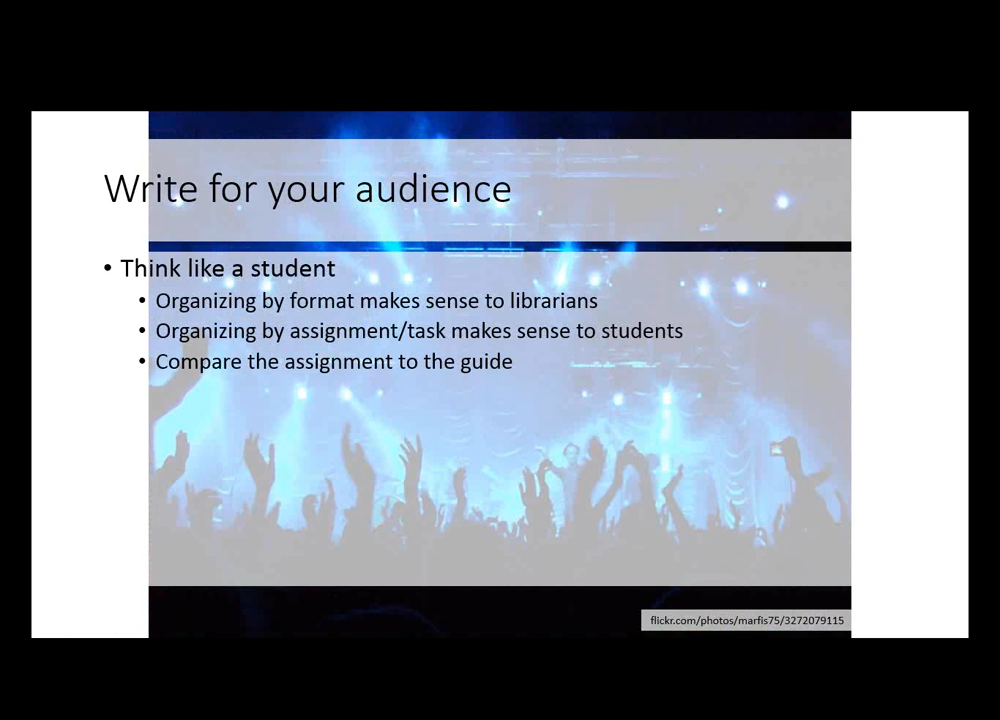 Write for your audience
• Think like a student
• Organizing by format makes sense to librarians
• Organizing by assignment/task makes sense to students
• Compare the assignment to the guide
flickr.com/photos/marfis75/3272079115